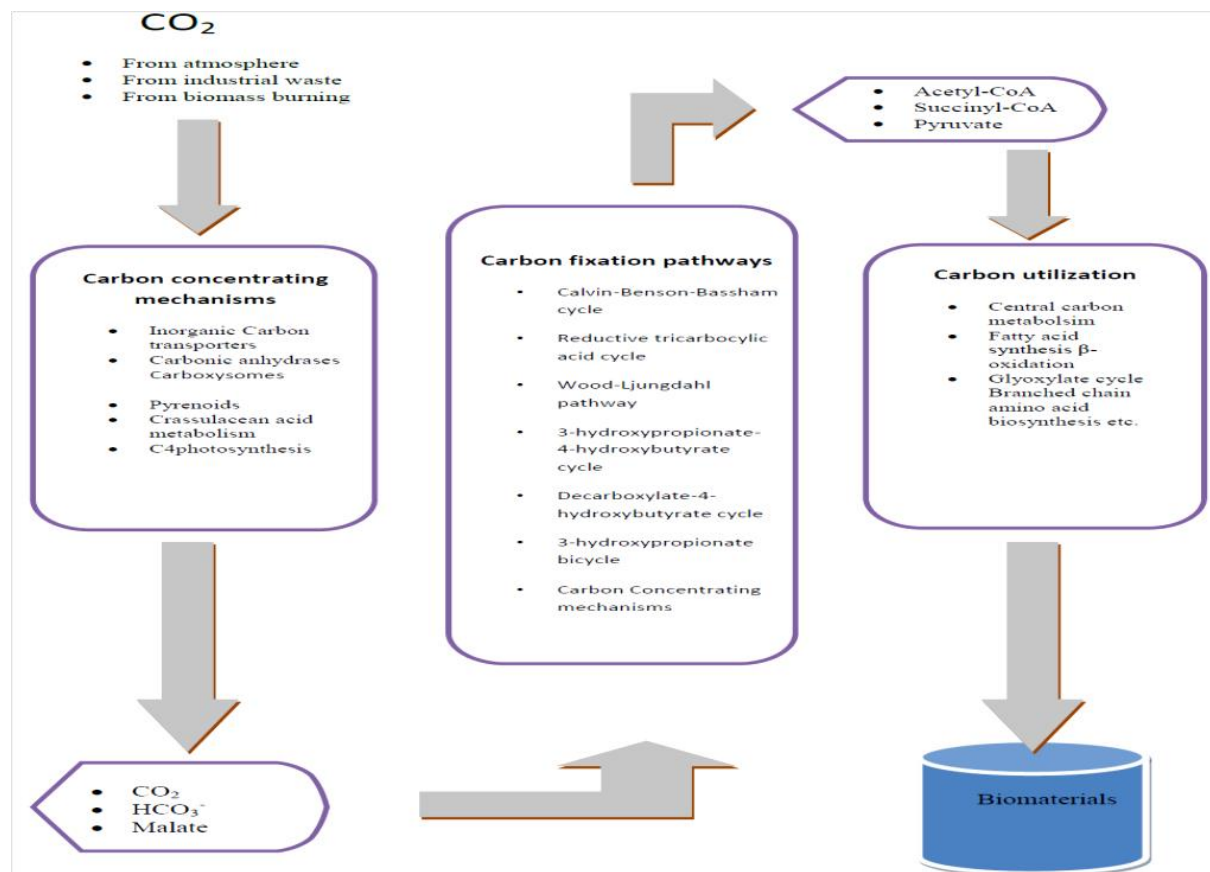 CO₂
• From atmosphere
• From industrial waste
• From biomass burning
Carbon concentrating
mechanisms
• Inorganic Carbon
transporters
• Carbonic anhydrases
Carboxysomes
• Pyrenoids
• Crassulacean acid
metabolism
• C4photosynthesis
• CO₂
• HCO₃⁻
• Malate
Carbon fixation pathways
• Calvin-Benson-Bassham
cycle
• Reductive tricarbocylic
acid cycle
• Wood-Ljungdahl
pathway
• 3-hydroxypropionate-
4-hydroxybutyrate
cycle
• Decarboxylate-4-
hydroxybutyrate cycle
• 3-hydroxypropionate
bicycle
• Carbon Concentrating
mechanisms
• Acetyl-CoA
• Succinyl-CoA
• Pyruvate
Carbon utilization
• Central carbon
metabolsim
• Fatty acid
synthesis β-
oxidation
• Glyoxylate cycle
Branched chain
amino acid
biosynthesis etc.
Biomaterials